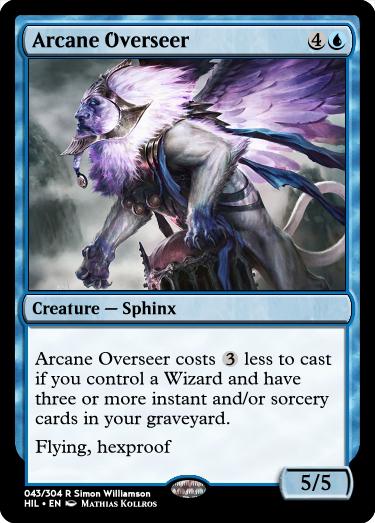 Arcane Overseer 4
Creature — Sphinx
Arcane Overseer costs 3 less to cast
if you control a Wizard and have
three or more instant and/or sorcery
cards in your graveyard.
Flying, hexproof
5/5
043/304 R Simon Williamson
HIL • EN Mathias Kollros